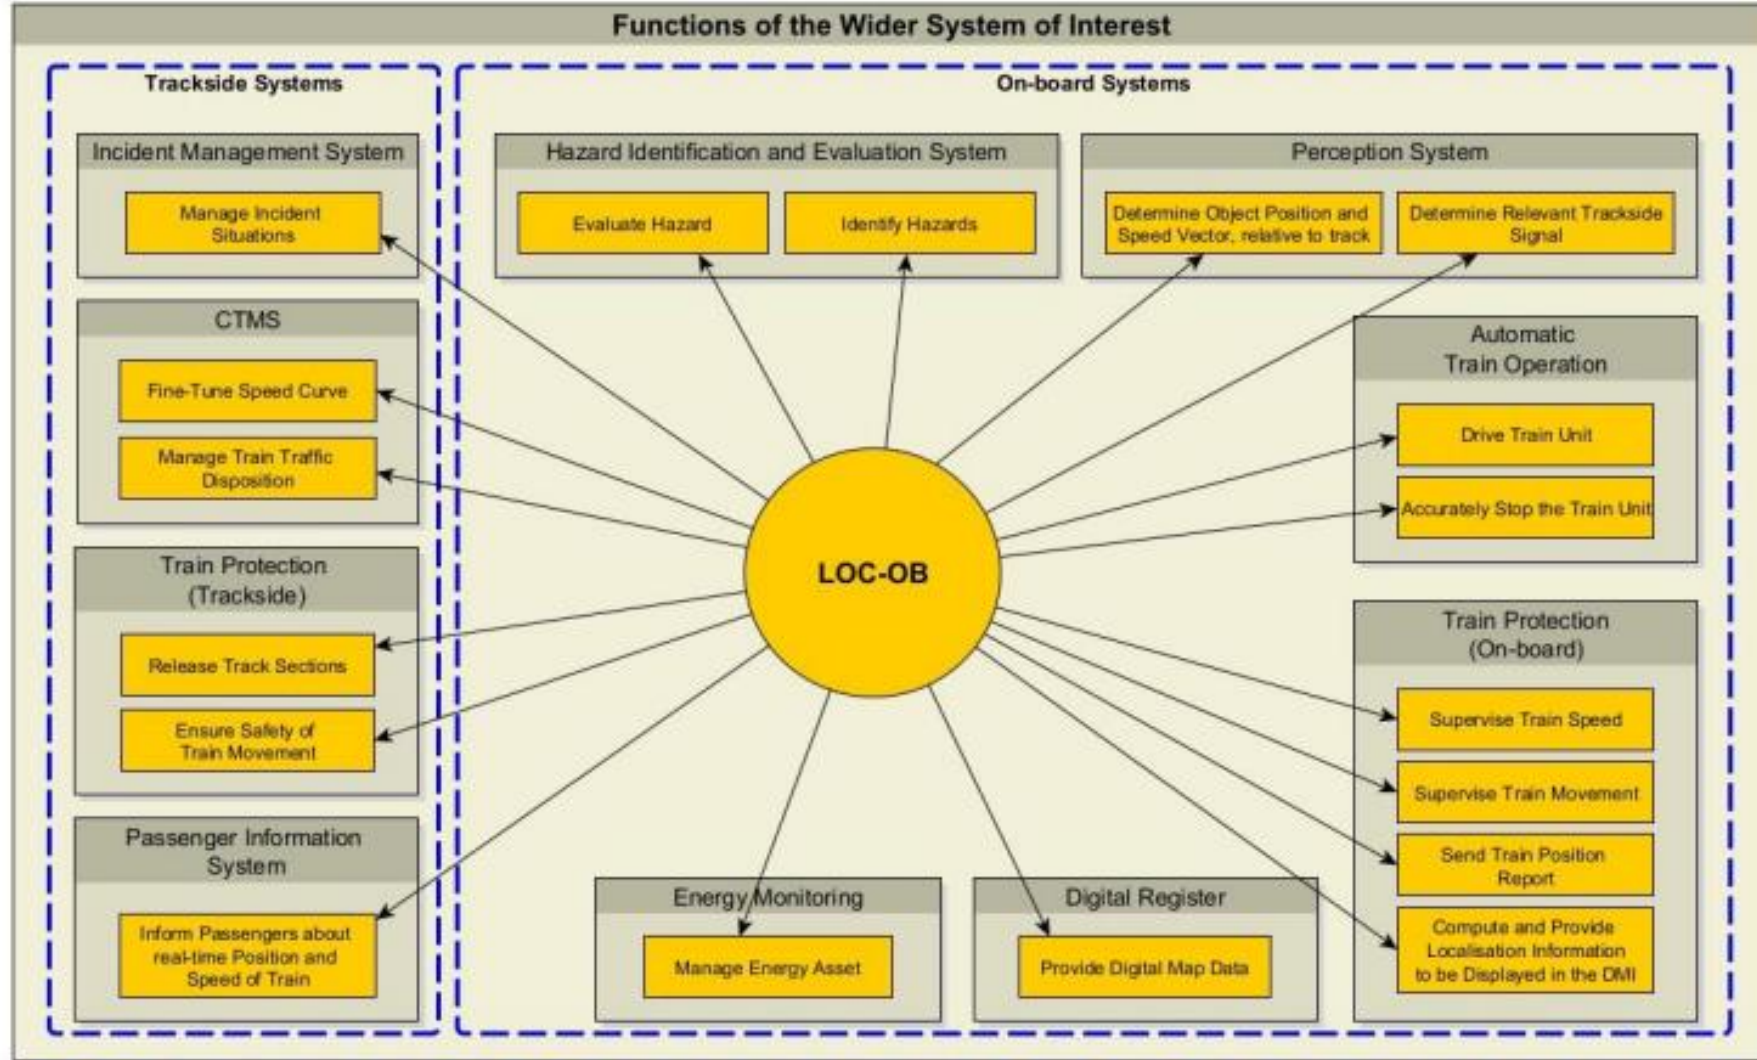 Functions of the Wider System of Interest
Trackside Systems
Incident Management System
Manage Incident
Situations
CTMS
Fine-Tune Speed Curve
Manage Train Traffic
Disposition
Train Protection
(Trackside)
Release Track Sections
Ensure Safety of
Train Movement
Passenger Information
System
Inform Passengers about
real-time Position and
Speed of Train
On-board Systems
Hazard Identification and Evaluation System
Evaluate Hazard
Identify Hazards
Perception System
Determine Object Position and
Speed Vector, relative to track
Determine Relevant Trackside
Signal
Automatic
Train Operation
Drive Train Unit
Accurately Stop the Train Unit
LOC-OB
Train Protection
(On-board)
Supervise Train Speed
Supervise Train Movement
Send Train Position
Report
Compute and Provide
Localisation Information
to be Displayed in the DMI
Energy Monitoring
Manage Energy Asset
Digital Register
Provide Digital Map Data